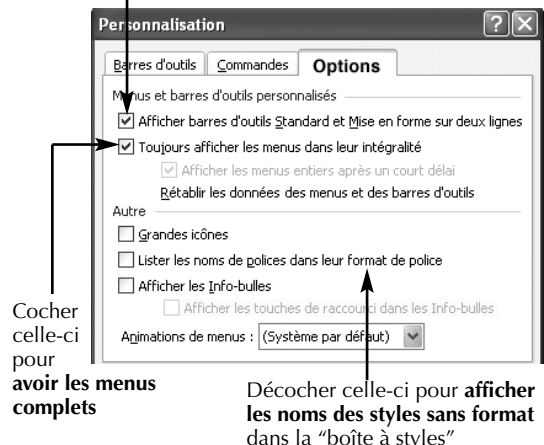 Personnalisation
Barres d'outils Commandes Options
Menus et barres d'outils personnalisés
Afficher barres d'outils Standard et Mise en forme sur deux lignes
Toujours afficher les menus dans leur intégralité
Afficher les menus entiers après un court délai
Rétablir les données des menus et des barres d'outils
Autre
Grandes icônes
Lister les noms de polices dans leur format de police
Afficher les Info-bulles
Afficher les touches de raccourci dans les Info-bulles
Animations de menus : (Système par défaut)
Cocher
celle-ci
pour
avoir les menus
complets
Décocher celle-ci pour afficher
les noms des styles sans format
dans la “boîte à styles”